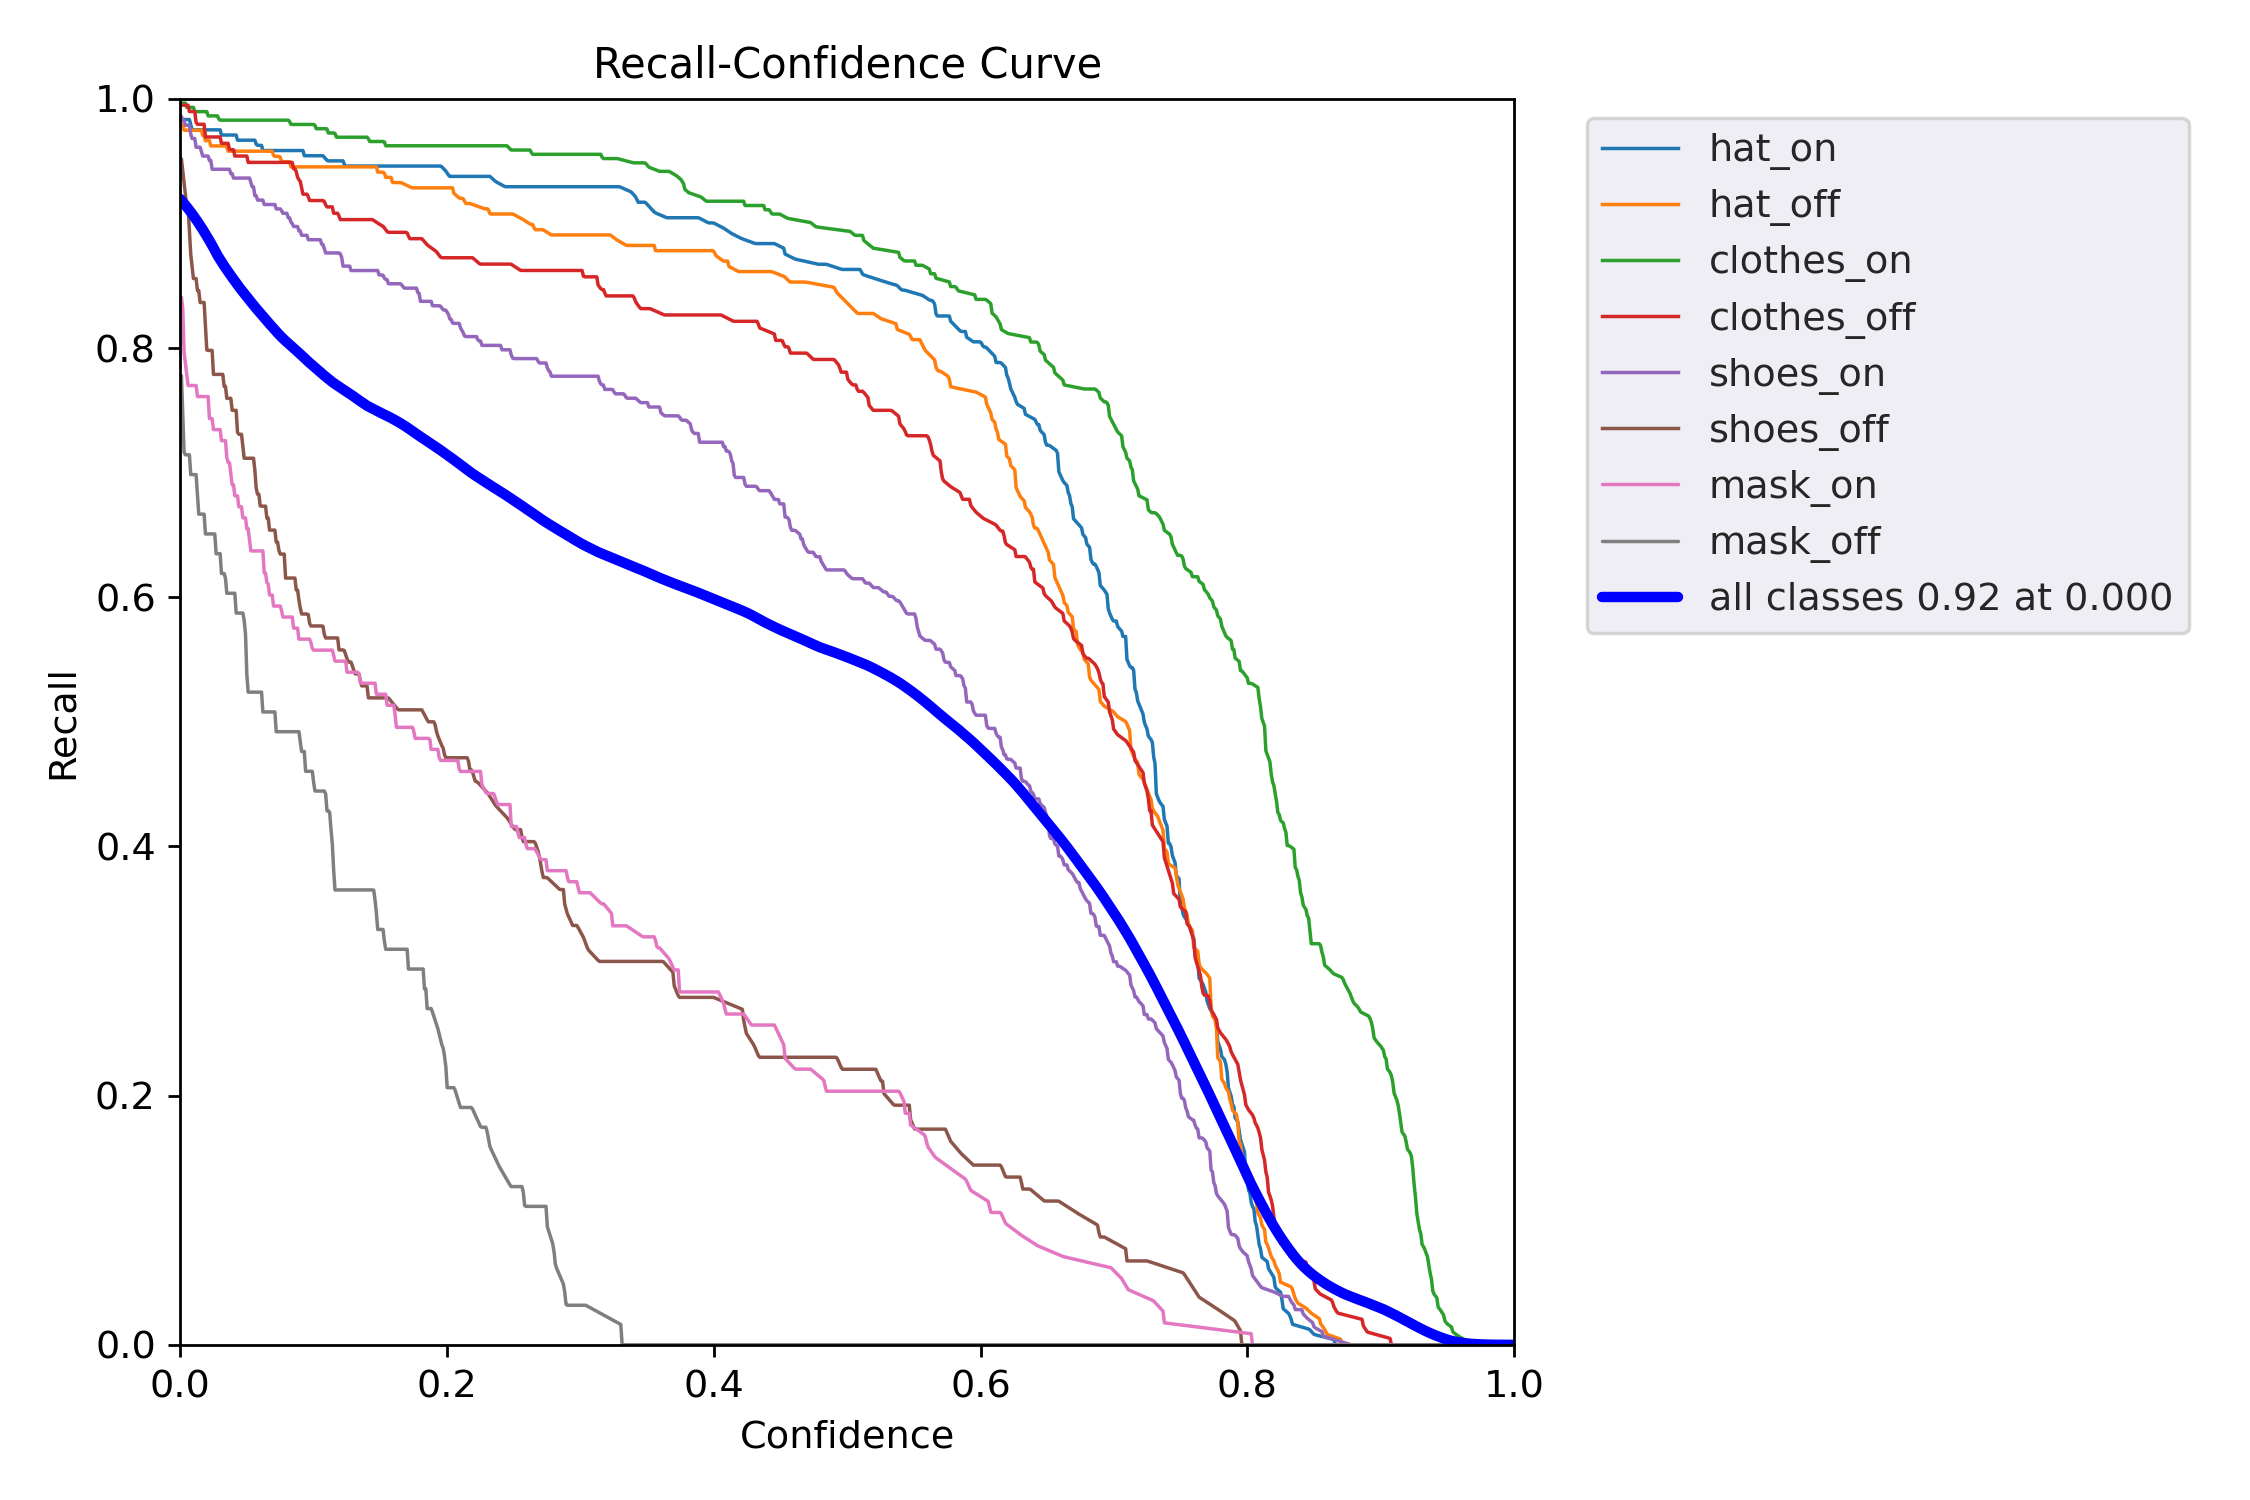 Recall-Confidence Curve
1.0
0.8
0.6
0.4
0.2
0.0
Recall
0.0 0.2 0.4 0.6 0.8 1.0
Confidence
hat_on
hat_off
clothes_on
clothes_off
shoes_on
shoes_off
mask_on
mask_off
all classes 0.92 at 0.000